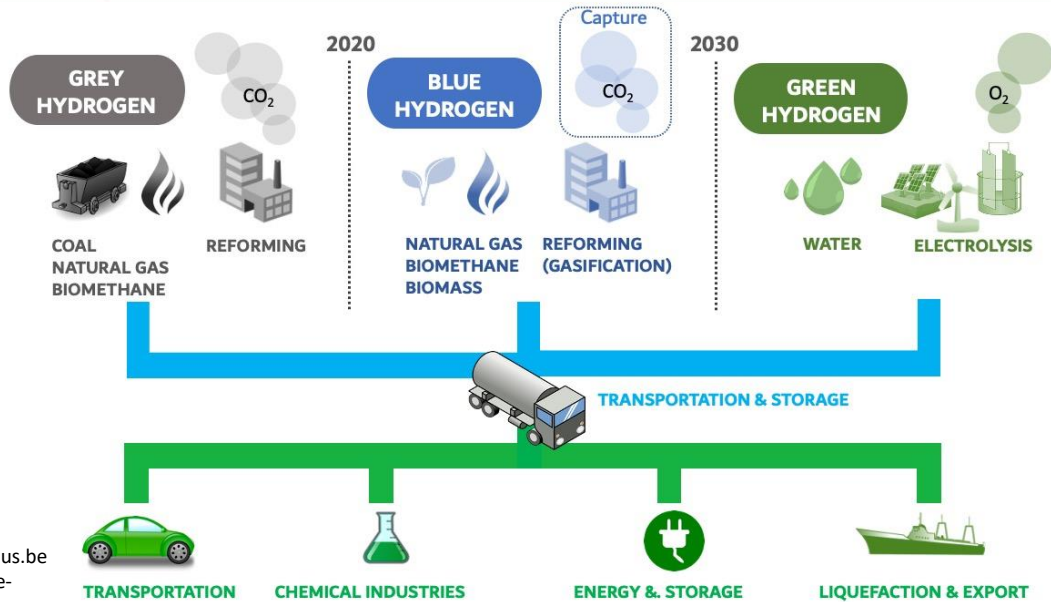 Capture
2020
2030
GREY
HYDROGEN
CO2
BLUE
HYDROGEN
CO2
GREEN
HYDROGEN
O2
COAL
NATURAL GAS
BIOMETHANE
REFORMING
NATURAL GAS
BIOMETHANE
BIOMASS
REFORMING
(GASIFICATION)
WATER
ELECTROLYSIS
TRANSPORTATION & STORAGE
us.be
e-
TRANSPORTATION
CHEMICAL INDUSTRIES
ENERGY &. STORAGE
LIQUEFACTION & EXPORT